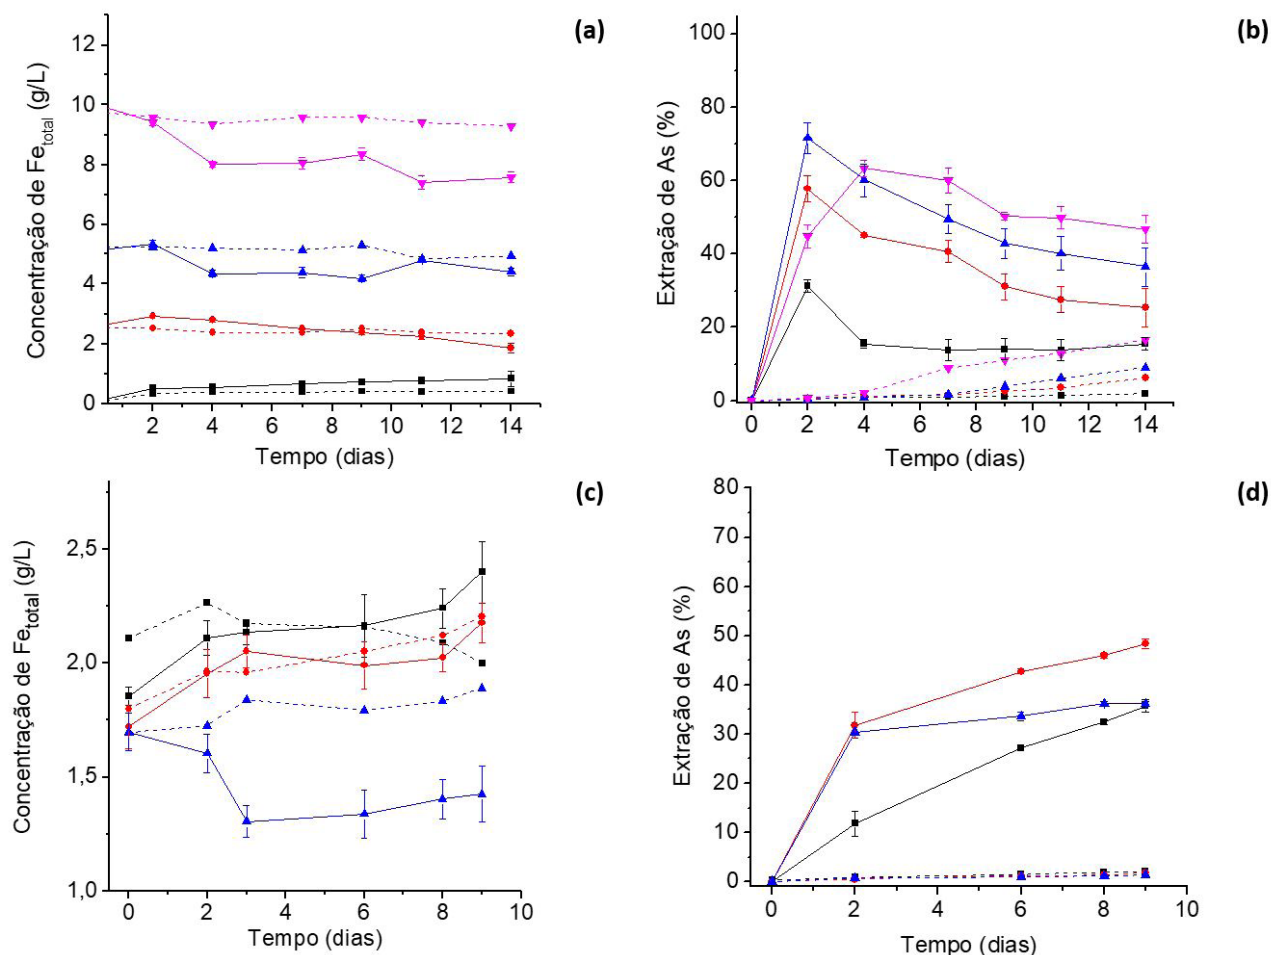 (a)
Concentração de Fe_total (g/L)
12
10
8
6
4
2
0
2 4 6 8 10 12 14
Tempo (dias)
(b)
Extração de As (%)
100
80
60
40
20
0
0 2 4 6 8 10 12 14
Tempo (dias)
(c)
Concentração de Fe_total (g/L)
2,5
2,0
1,5
1,0
0 2 4 6 8 10
Tempo (dias)
(d)
Extração de As (%)
80
70
60
50
40
30
20
10
0
0 2 4 6 8 10
Tempo (dias)